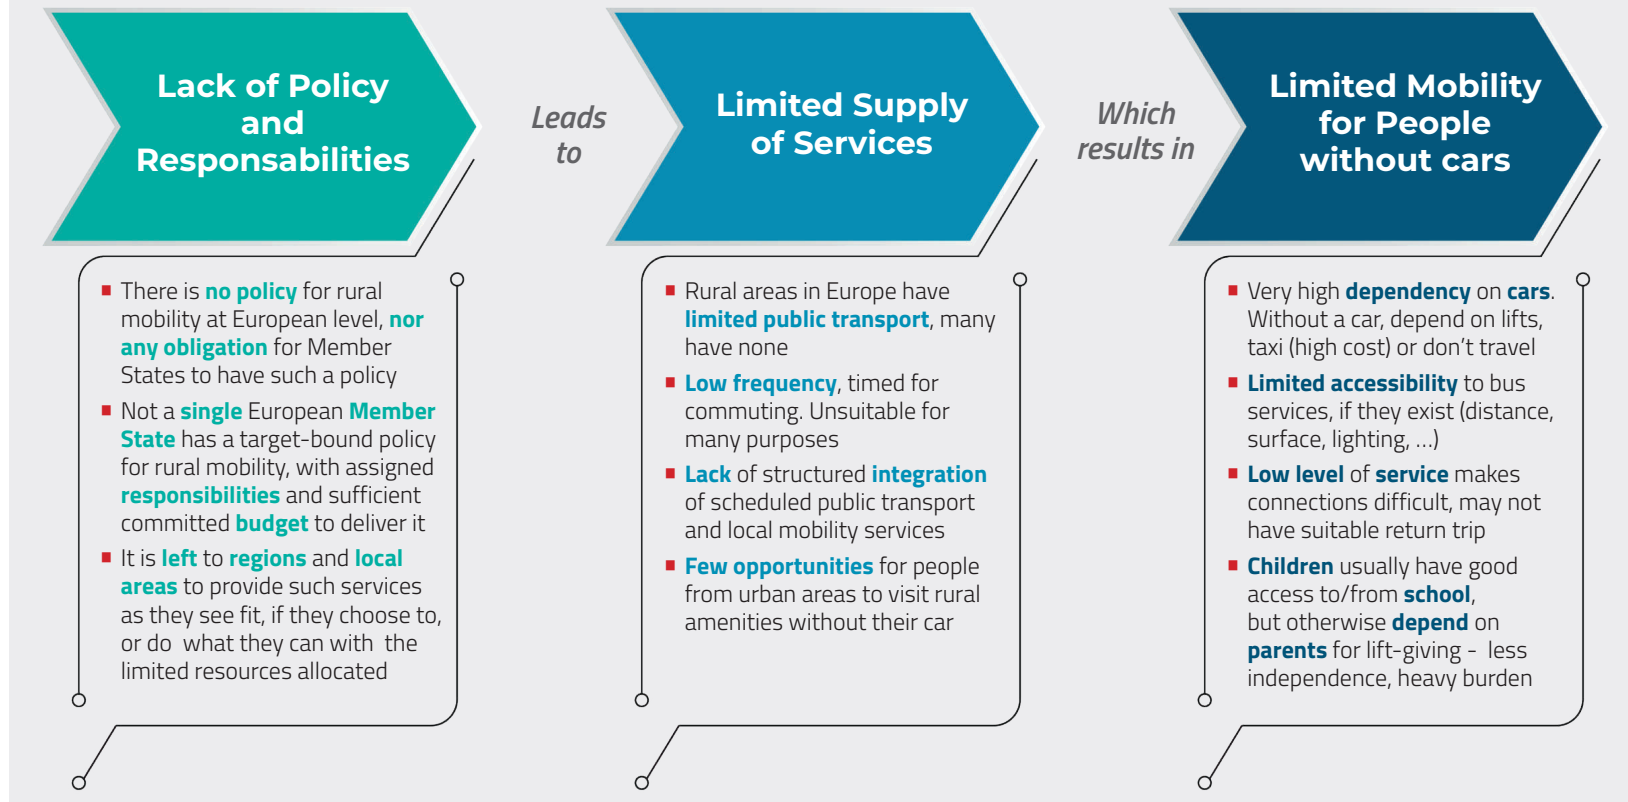 Lack of Policy
and
Responsabilities
Leads
to
Limited Supply
of Services
Which
results in
Limited Mobility
for People
without cars
There is no policy for rural
mobility at European level, nor
any obligation for Member
States to have such a policy
Not a single European Member
State has a target-bound policy
for rural mobility, with assigned
responsibilities and sufficient
committed budget to deliver it
It is left to regions and local
areas to provide such services
as they see fit, if they choose to,
or do what they can with the
limited resources allocated
Rural areas in Europe have
limited public transport, many
have none
Low frequency, timed for
commuting. Unsuitable for
many purposes
Lack of structured integration
of scheduled public transport
and local mobility services
Few opportunities for people
from urban areas to visit rural
amenities without their car
Very high dependency on cars.
Without a car, depend on lifts,
taxi (high cost) or don't travel
Limited accessibility to bus
services, if they exist (distance,
surface, lighting, ...)
Low level of service makes
connections difficult, may not
have suitable return trip
Children usually have good
access to/from school,
but otherwise depend on
parents for lift-giving - less
independence, heavy burden